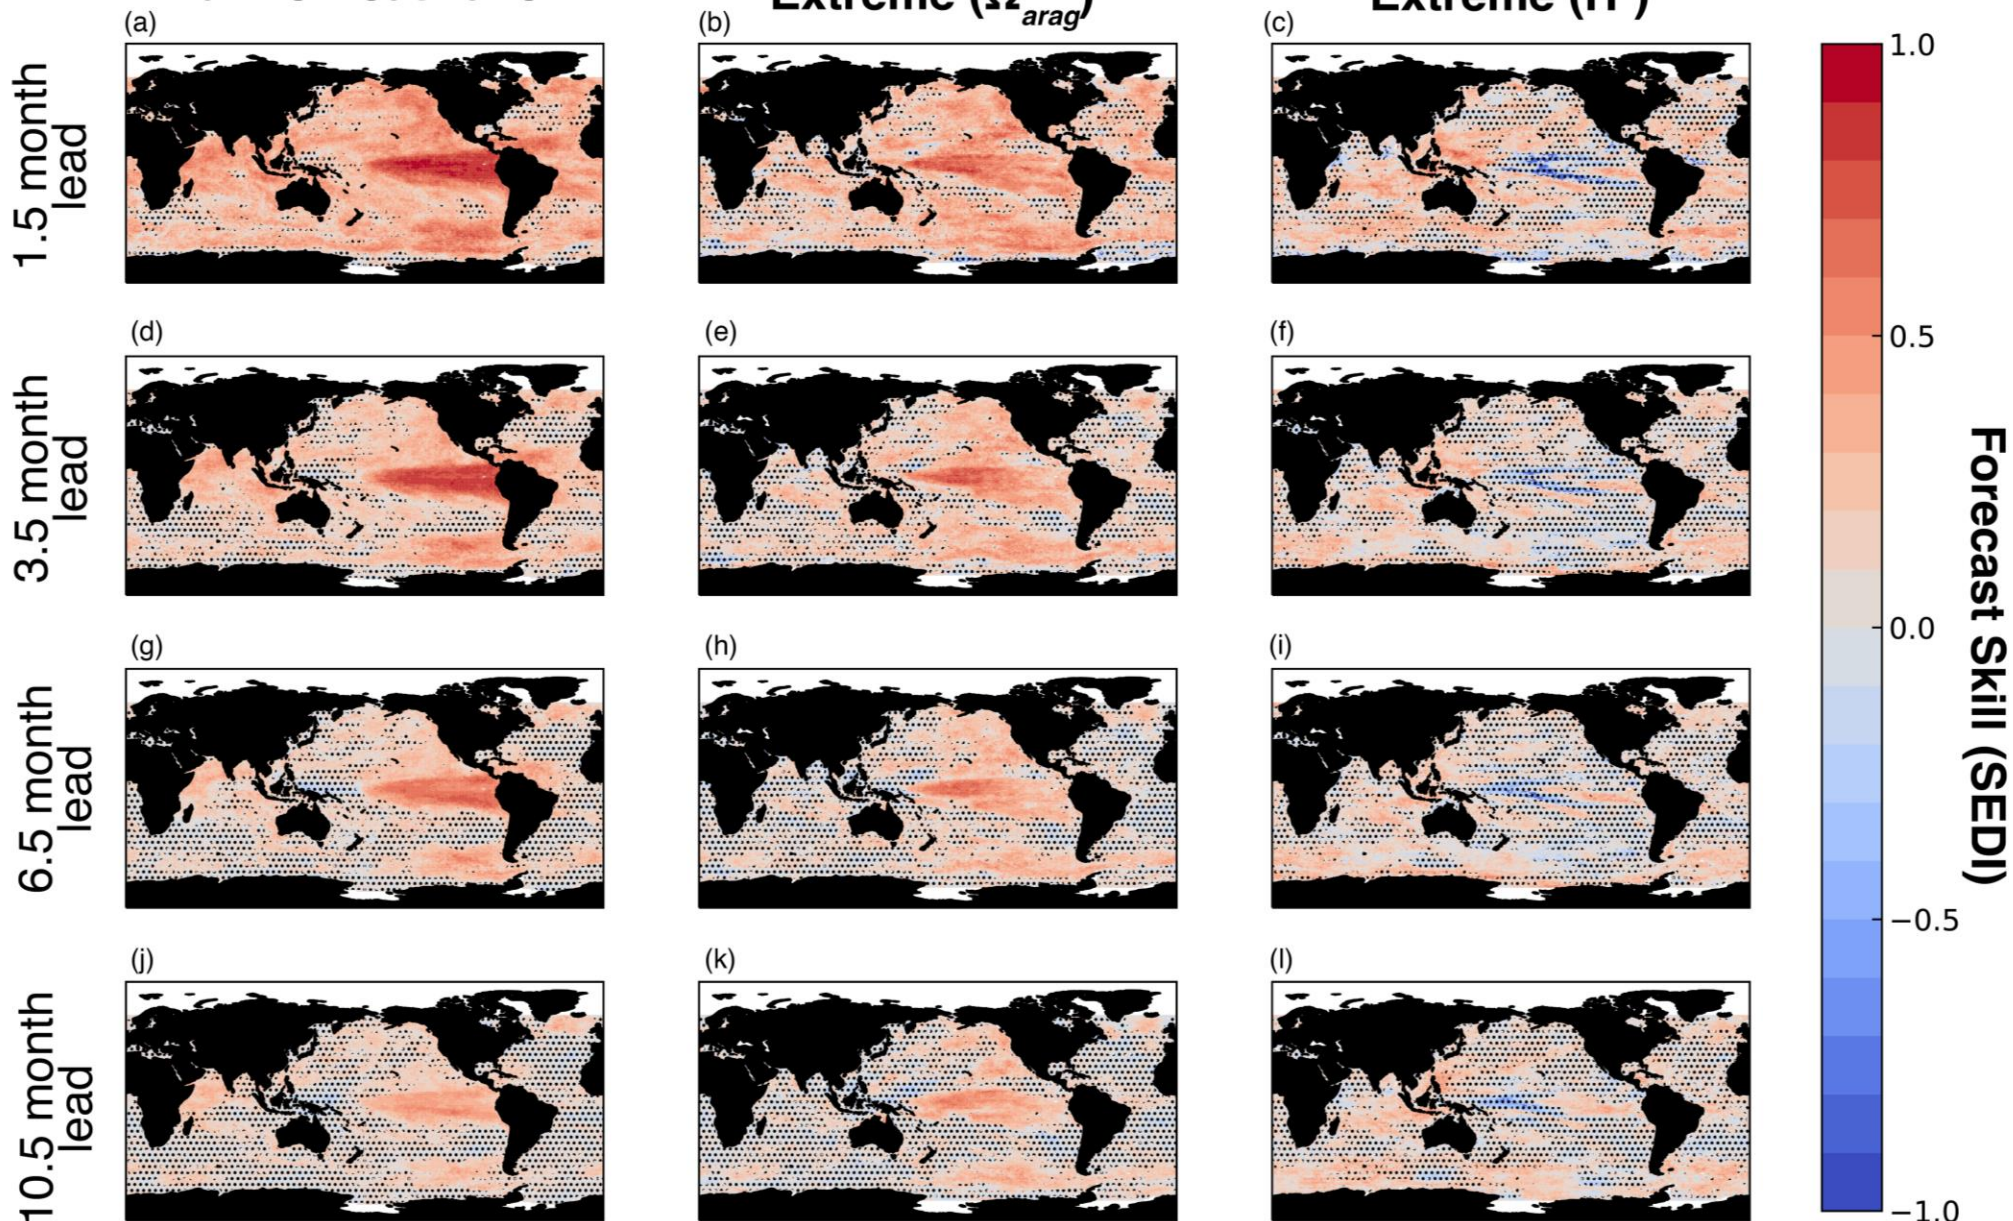 Extreme (Ωarag)
(a)
(b)
(c)
1.5 month
lead
(d)
(e)
(f)
3.5 month
lead
(g)
(h)
(i)
6.5 month
lead
(j)
(k)
(l)
10.5 month
lead
1.0
0.5
0.0
−0.5
−1.0
Forecast Skill (SEDI)